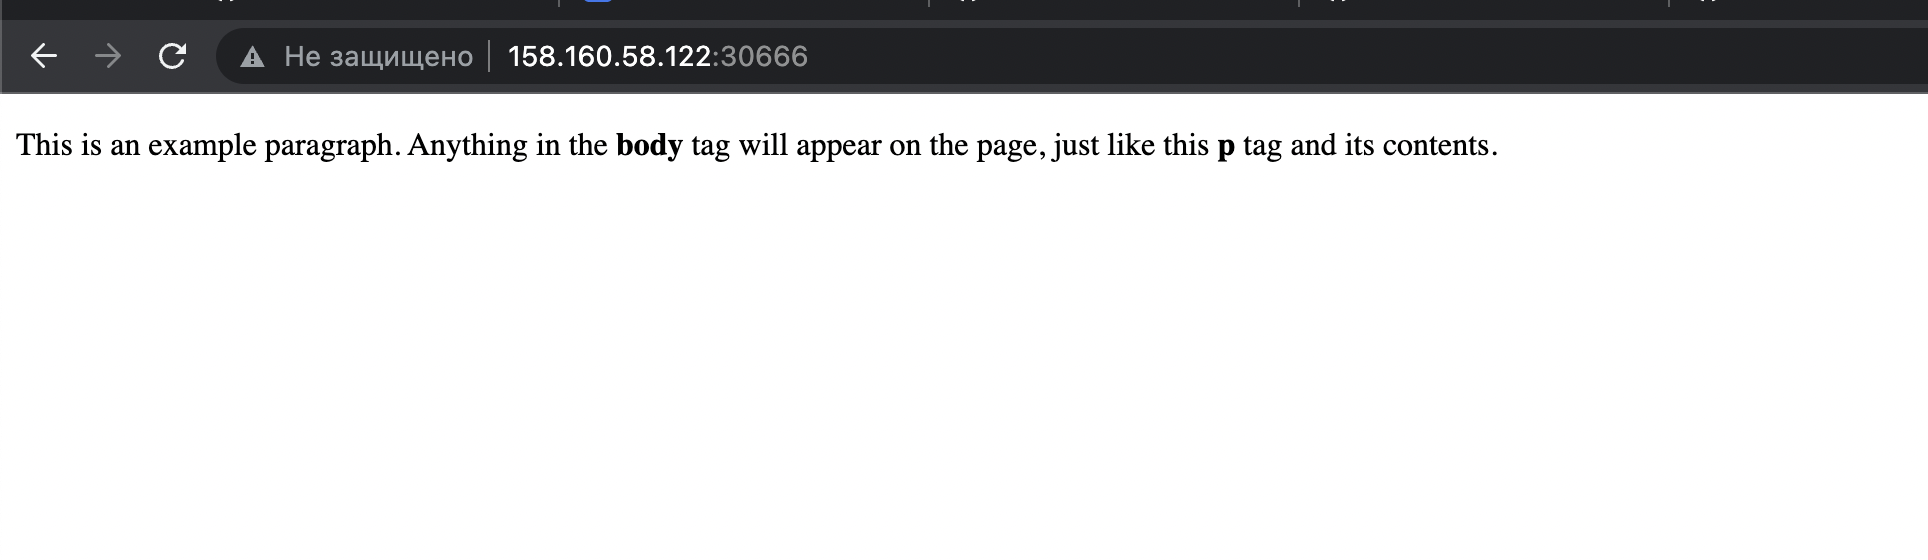 Не защищено 158.160.58.122:30666
This is an example paragraph. Anything in the body tag will appear on the page, just like this p tag and its contents.